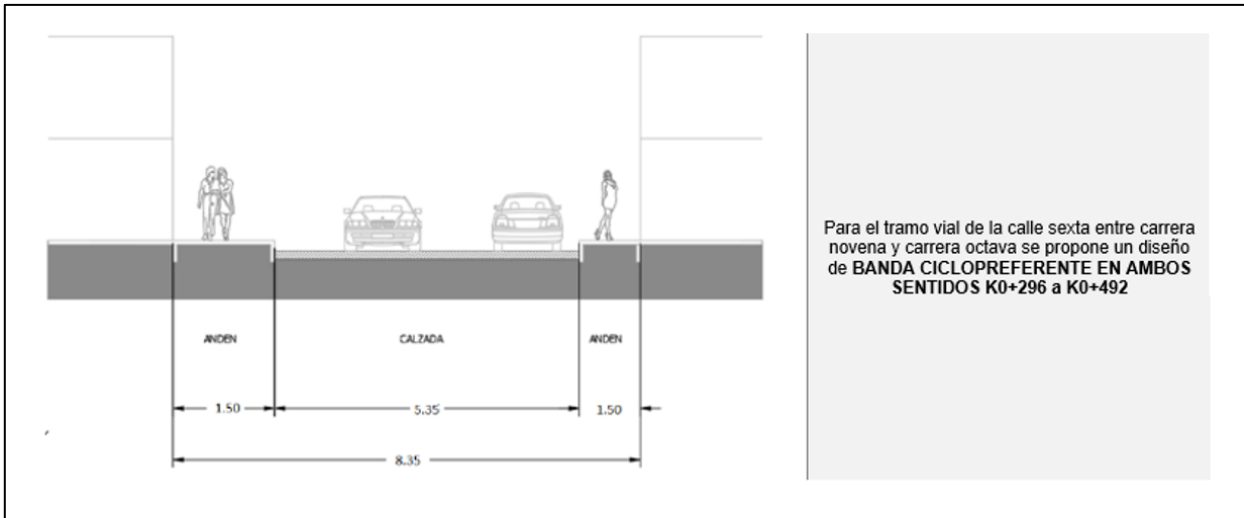 Para el tramo vial de la calle sexta entre carrera
novena y carrera octava se propone un diseño
de BANDA CICLOPREFERENTE EN AMBOS
SENTIDOS K0+296 a K0+492
ANDEN CALZADA ANDEN
1.50 5.35 1.50
8.35